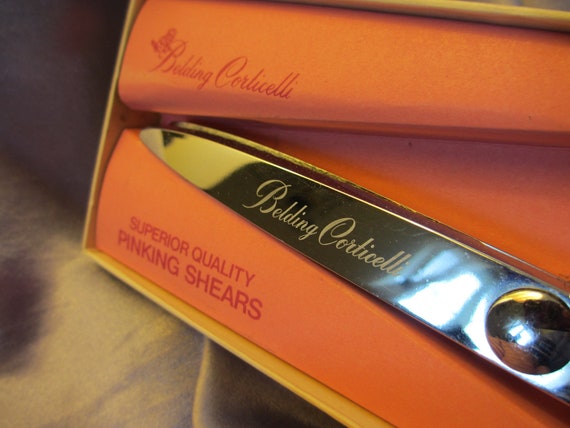 Belding Corticelli
Belding Corticelli
SUPERIOR QUALITY
PINKING SHEARS